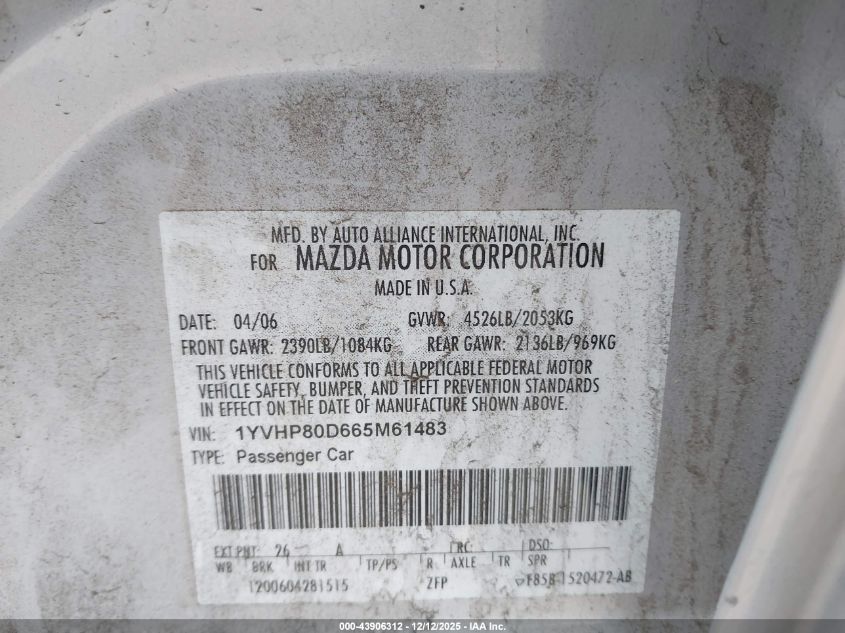 MFD. BY AUTO ALLIANCE INTERNATIONAL, INC.
FOR MAZDA MOTOR CORPORATION
MADE IN U.S.A.
DATE: 04/06 GVWR: 4526LB/2053KG
FRONT GAWR: 2390LB/1084KG REAR GAWR: 2136LB/969KG
THIS VEHICLE CONFORMS TO ALL APPLICABLE FEDERAL MOTOR
VEHICLE SAFETY, BUMPER, AND THEFT PREVENTION STANDARDS
IN EFFECT ON THE DATE OF MANUFACTURE SHOWN ABOVE.
VIN: 1YVHP80D665M61483
TYPE: Passenger Car
EXT PNT: 26 A RC: DSO:
WB BRK INT TR TP/PS R AXLE TR SPR
1200604281515 ZFP F85B 1520472-AB
000-43906312 - 12/12/2025 - IAA Inc.